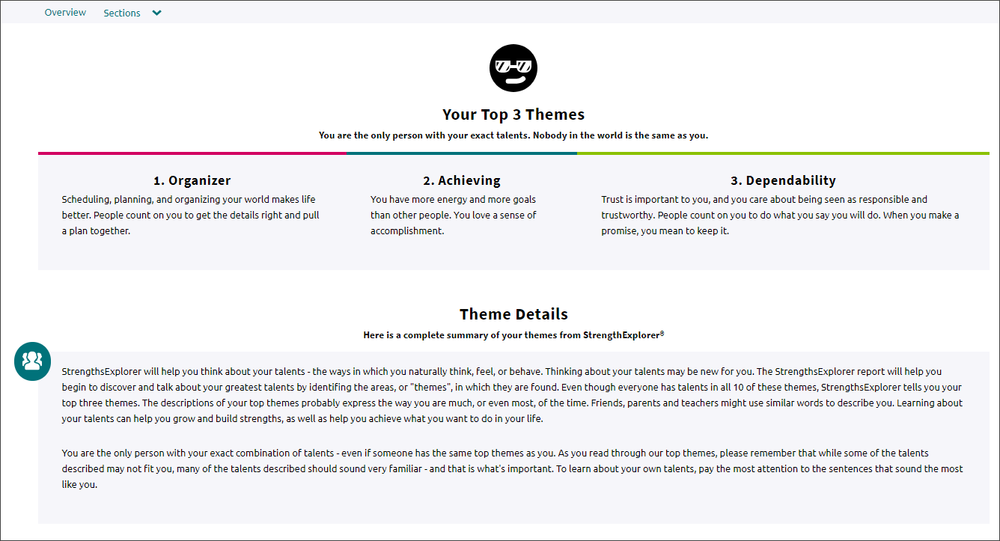 Overview Sections
Your Top 3 Themes
You are the only person with your exact talents. Nobody in the world is the same as you.
1. Organizer
Scheduling, planning, and organizing your world makes life
better. People count on you to get the details right and pull
a plan together.
2. Achieving
You have more energy and more goals
than other people. You love a sense of
accomplishment.
3. Dependability
Trust is important to you, and you care about being seen as responsible and
trustworthy. People count on you to do what you say you will do. When you make a
promise, you mean to keep it.
Theme Details
Here is a complete summary of your themes from StrengthExplorer®
StrengthsExplorer will help you think about your talents - the ways in which you naturally think, feel, or behave. Thinking about your talents may be new for you. The StrengthsExplorer report will help you
begin to discover and talk about your greatest talents by identifing the areas, or "themes", in which they are found. Even though everyone has talents in all 10 of these themes, StrengthsExplorer tells you your
top three themes. The descriptions of your top themes probably express the way you are much, or even most, of the time. Friends, parents and teachers might use similar words to describe you. Learning about
your talents can help you grow and build strengths, as well as help you achieve what you want to do in your life.
You are the only person with your exact combination of talents - even if someone has the same top themes as you. As you read through our top themes, please remember that while some of the talents
described may not fit you, many of the talents described should sound very familiar - and that is what's important. To learn about your own talents, pay the most attention to the sentences that sound the most
like you.